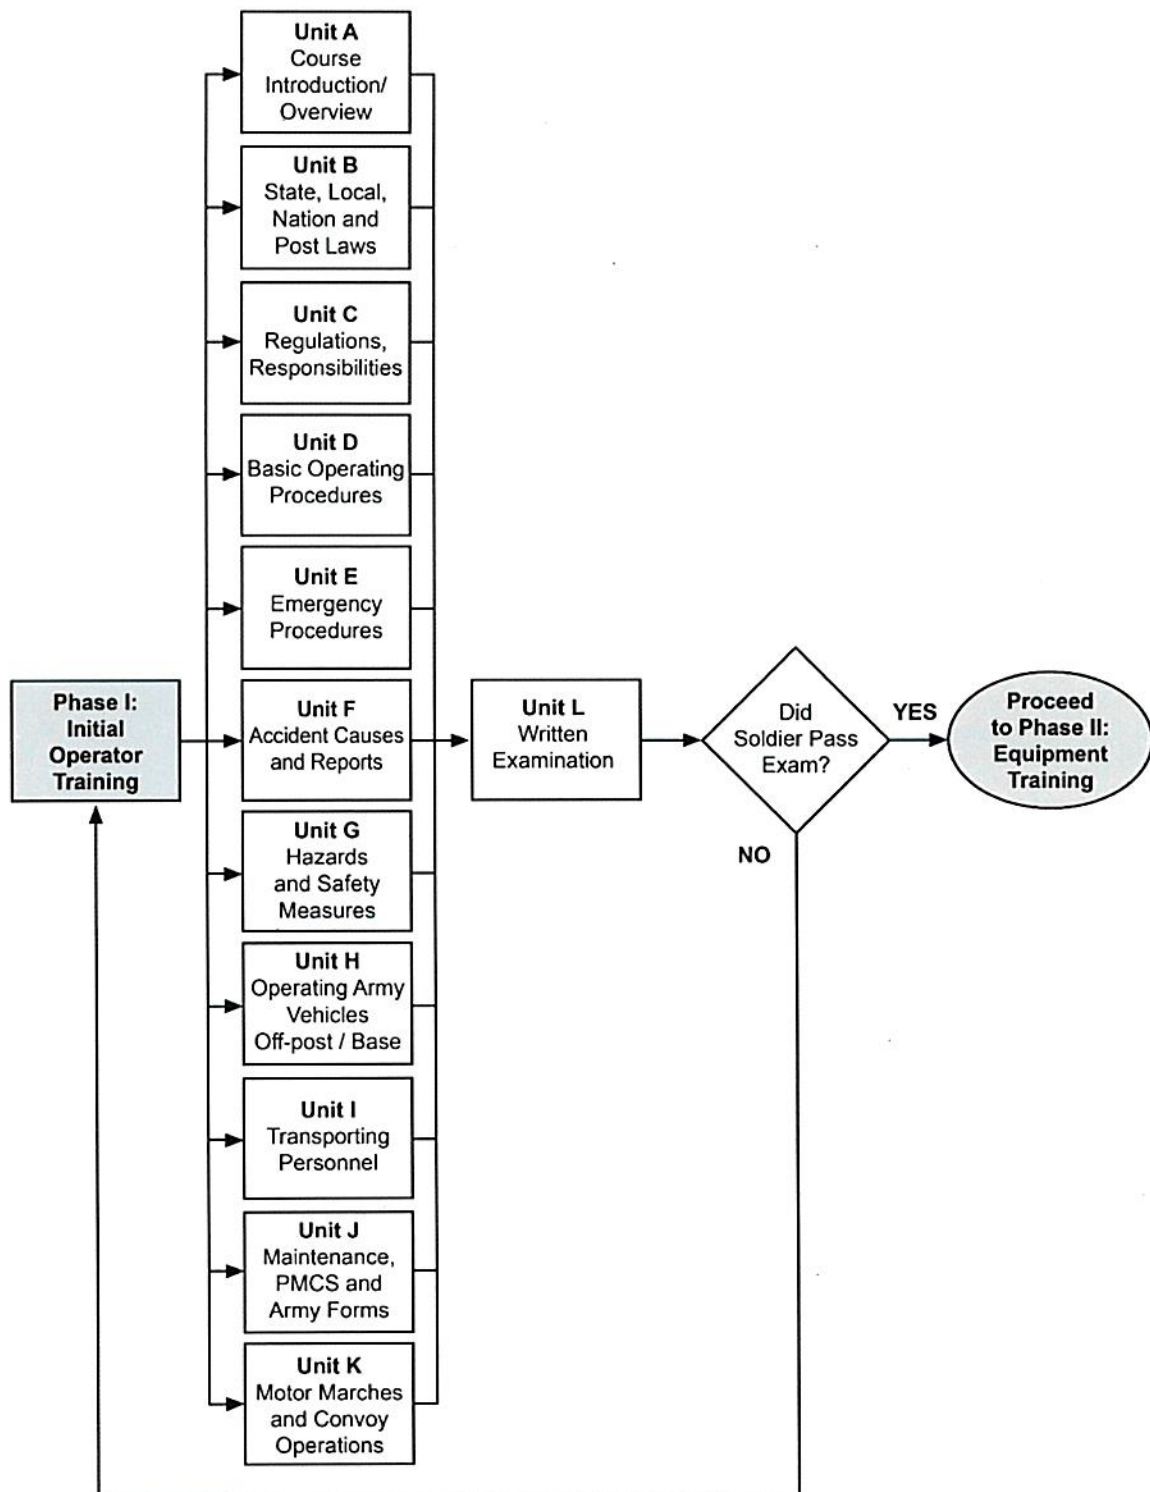 Unit A
Course
Introduction/
Overview
Unit B
State, Local,
Nation and
Post Laws
Unit C
Regulations,
Responsibilities
Unit D
Basic Operating
Procedures
Unit E
Emergency
Procedures
Phase I:
Initial
Operator
Training
Unit F
Accident Causes
and Reports
Unit L
Written
Examination
Did
Soldier Pass
Exam?
YES
Proceed
to Phase II:
Equipment
Training
NO
Unit G
Hazards
and Safety
Measures
Unit H
Operating Army
Vehicles
Off-post / Base
Unit I
Transporting
Personnel
Unit J
Maintenance,
PMCS and
Army Forms
Unit K
Motor Marches
and Convoy
Operations